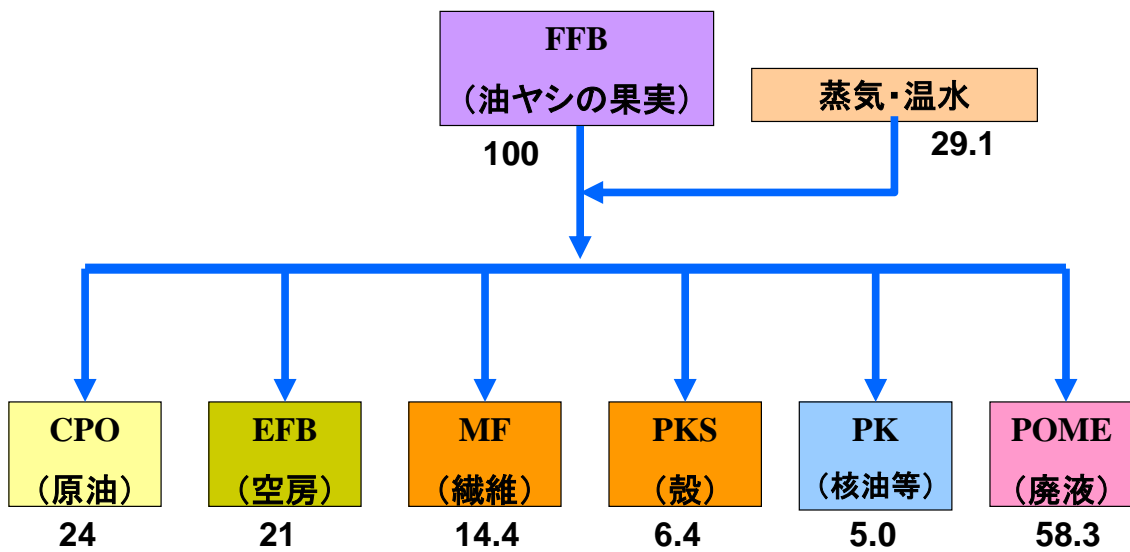 FFB
（油ヤシの果実）
蒸気・温水
100
29.1
CPO
（原油）
24
EFB
（空房）
21
MF
（繊維）
14.4
PKS
（殻）
6.4
PK
（核油等）
5.0
POME
（廃液）
58.3